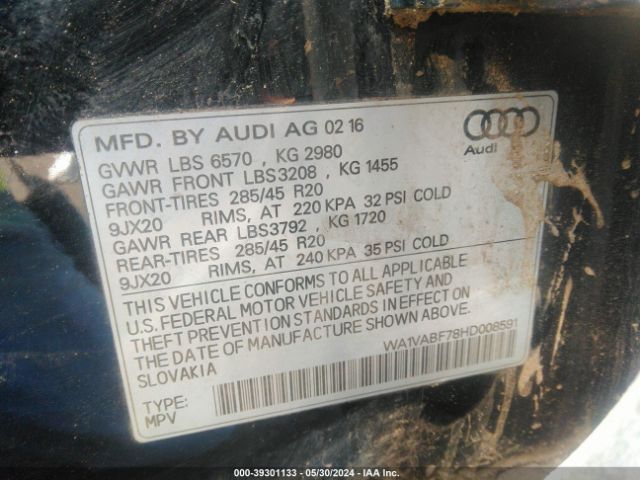 MFD. BY AUDI AG 02 16
Audi
GVWR LBS 6570 , KG 2980
GAWR FRONT LBS3208 , KG 1455
FRONT-TIRES 285/45 R20
9JX20 RIMS, AT 220 KPA 32 PSI COLD
GAWR REAR LBS3792 , KG 1720
REAR-TIRES 285/45 R20
9JX20 RIMS, AT 240 KPA 35 PSI COLD
THIS VEHICLE CONFORMS TO ALL APPLICABLE
U.S. FEDERAL MOTOR VEHICLE SAFETY AND
THEFT PREVENTION STANDARDS IN EFFECT ON
THE DATE OF MANUFACTURE SHOWN ABOVE.
SLOVAKIA
WA1VABF78HD008591
TYPE:
MPV
000-39301133 - 05/30/2024 - IAA Inc.